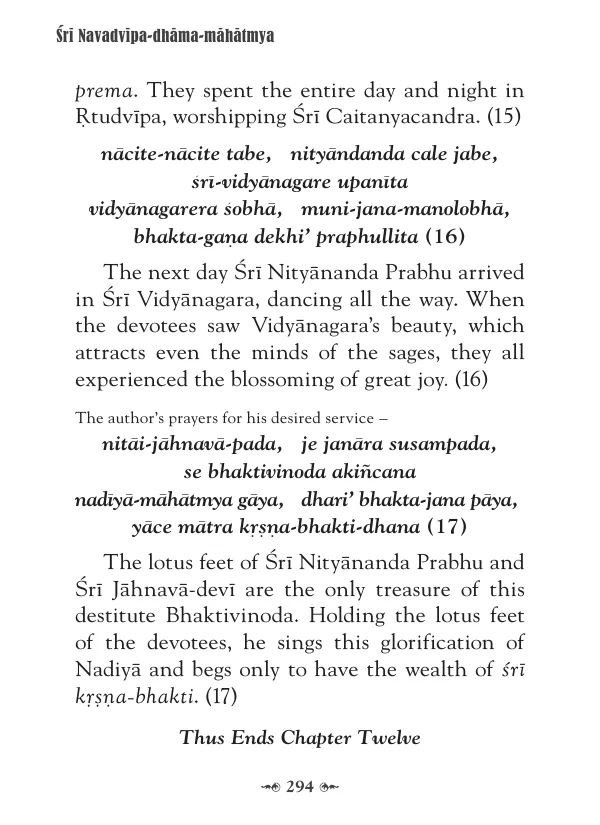 Śrī Navadvīpa-dhāma-māhātmya
prema. They spent the entire day and night in
Ṛtudvīpa, worshipping Śrī Caitanyacandra. (15)
nācite-nācite tabe, nityāndanda cale jabe,
śrī-vidyānagare upanīta
vidyānagarera śobhā, muni-jana-manolobhā,
bhakta-gaṇa dekhi’ praphullita (16)
The next day Śrī Nityānanda Prabhu arrived
in Śrī Vidyānagara, dancing all the way. When
the devotees saw Vidyānagara’s beauty, which
attracts even the minds of the sages, they all
experienced the blossoming of great joy. (16)
The author’s prayers for his desired service –
nitāi-jāhnavā-pada, je janāra susampada,
se bhaktivinoda akiñcana
nadīyā-māhātmya gāya, dhari’ bhakta-jana pāya,
yāce mātra kṛṣṇa-bhakti-dhana (17)
The lotus feet of Śrī Nityānanda Prabhu and
Śrī Jāhnavā-devī are the only treasure of this
destitute Bhaktivinoda. Holding the lotus feet
of the devotees, he sings this glorification of
Nadiyā and begs only to have the wealth of śrī
kṛṣṇa-bhakti. (17)
Thus Ends Chapter Twelve
294